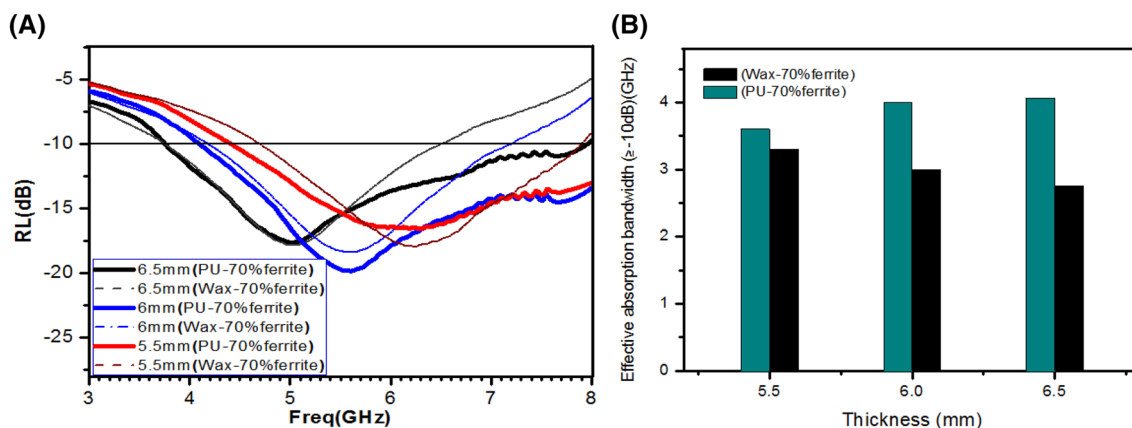 (A)
-5
-10
-15
-20
-25
RL(dB)
6.5mm(PU-70%ferrite)
6.5mm(Wax-70%ferrite)
6mm(PU-70%ferrite)
6mm(Wax-70%ferrite)
5.5mm(PU-70%ferrite)
5.5mm(Wax-70%ferrite)
3 4 5 6 7 8
Freq(GHz)
(B)
Effective absorption bandwidth (≥-10dB)(GHz)
(Wax-70%ferrite)
(PU-70%ferrite)
4
3
2
1
0
5.5 6.0 6.5
Thickness (mm)